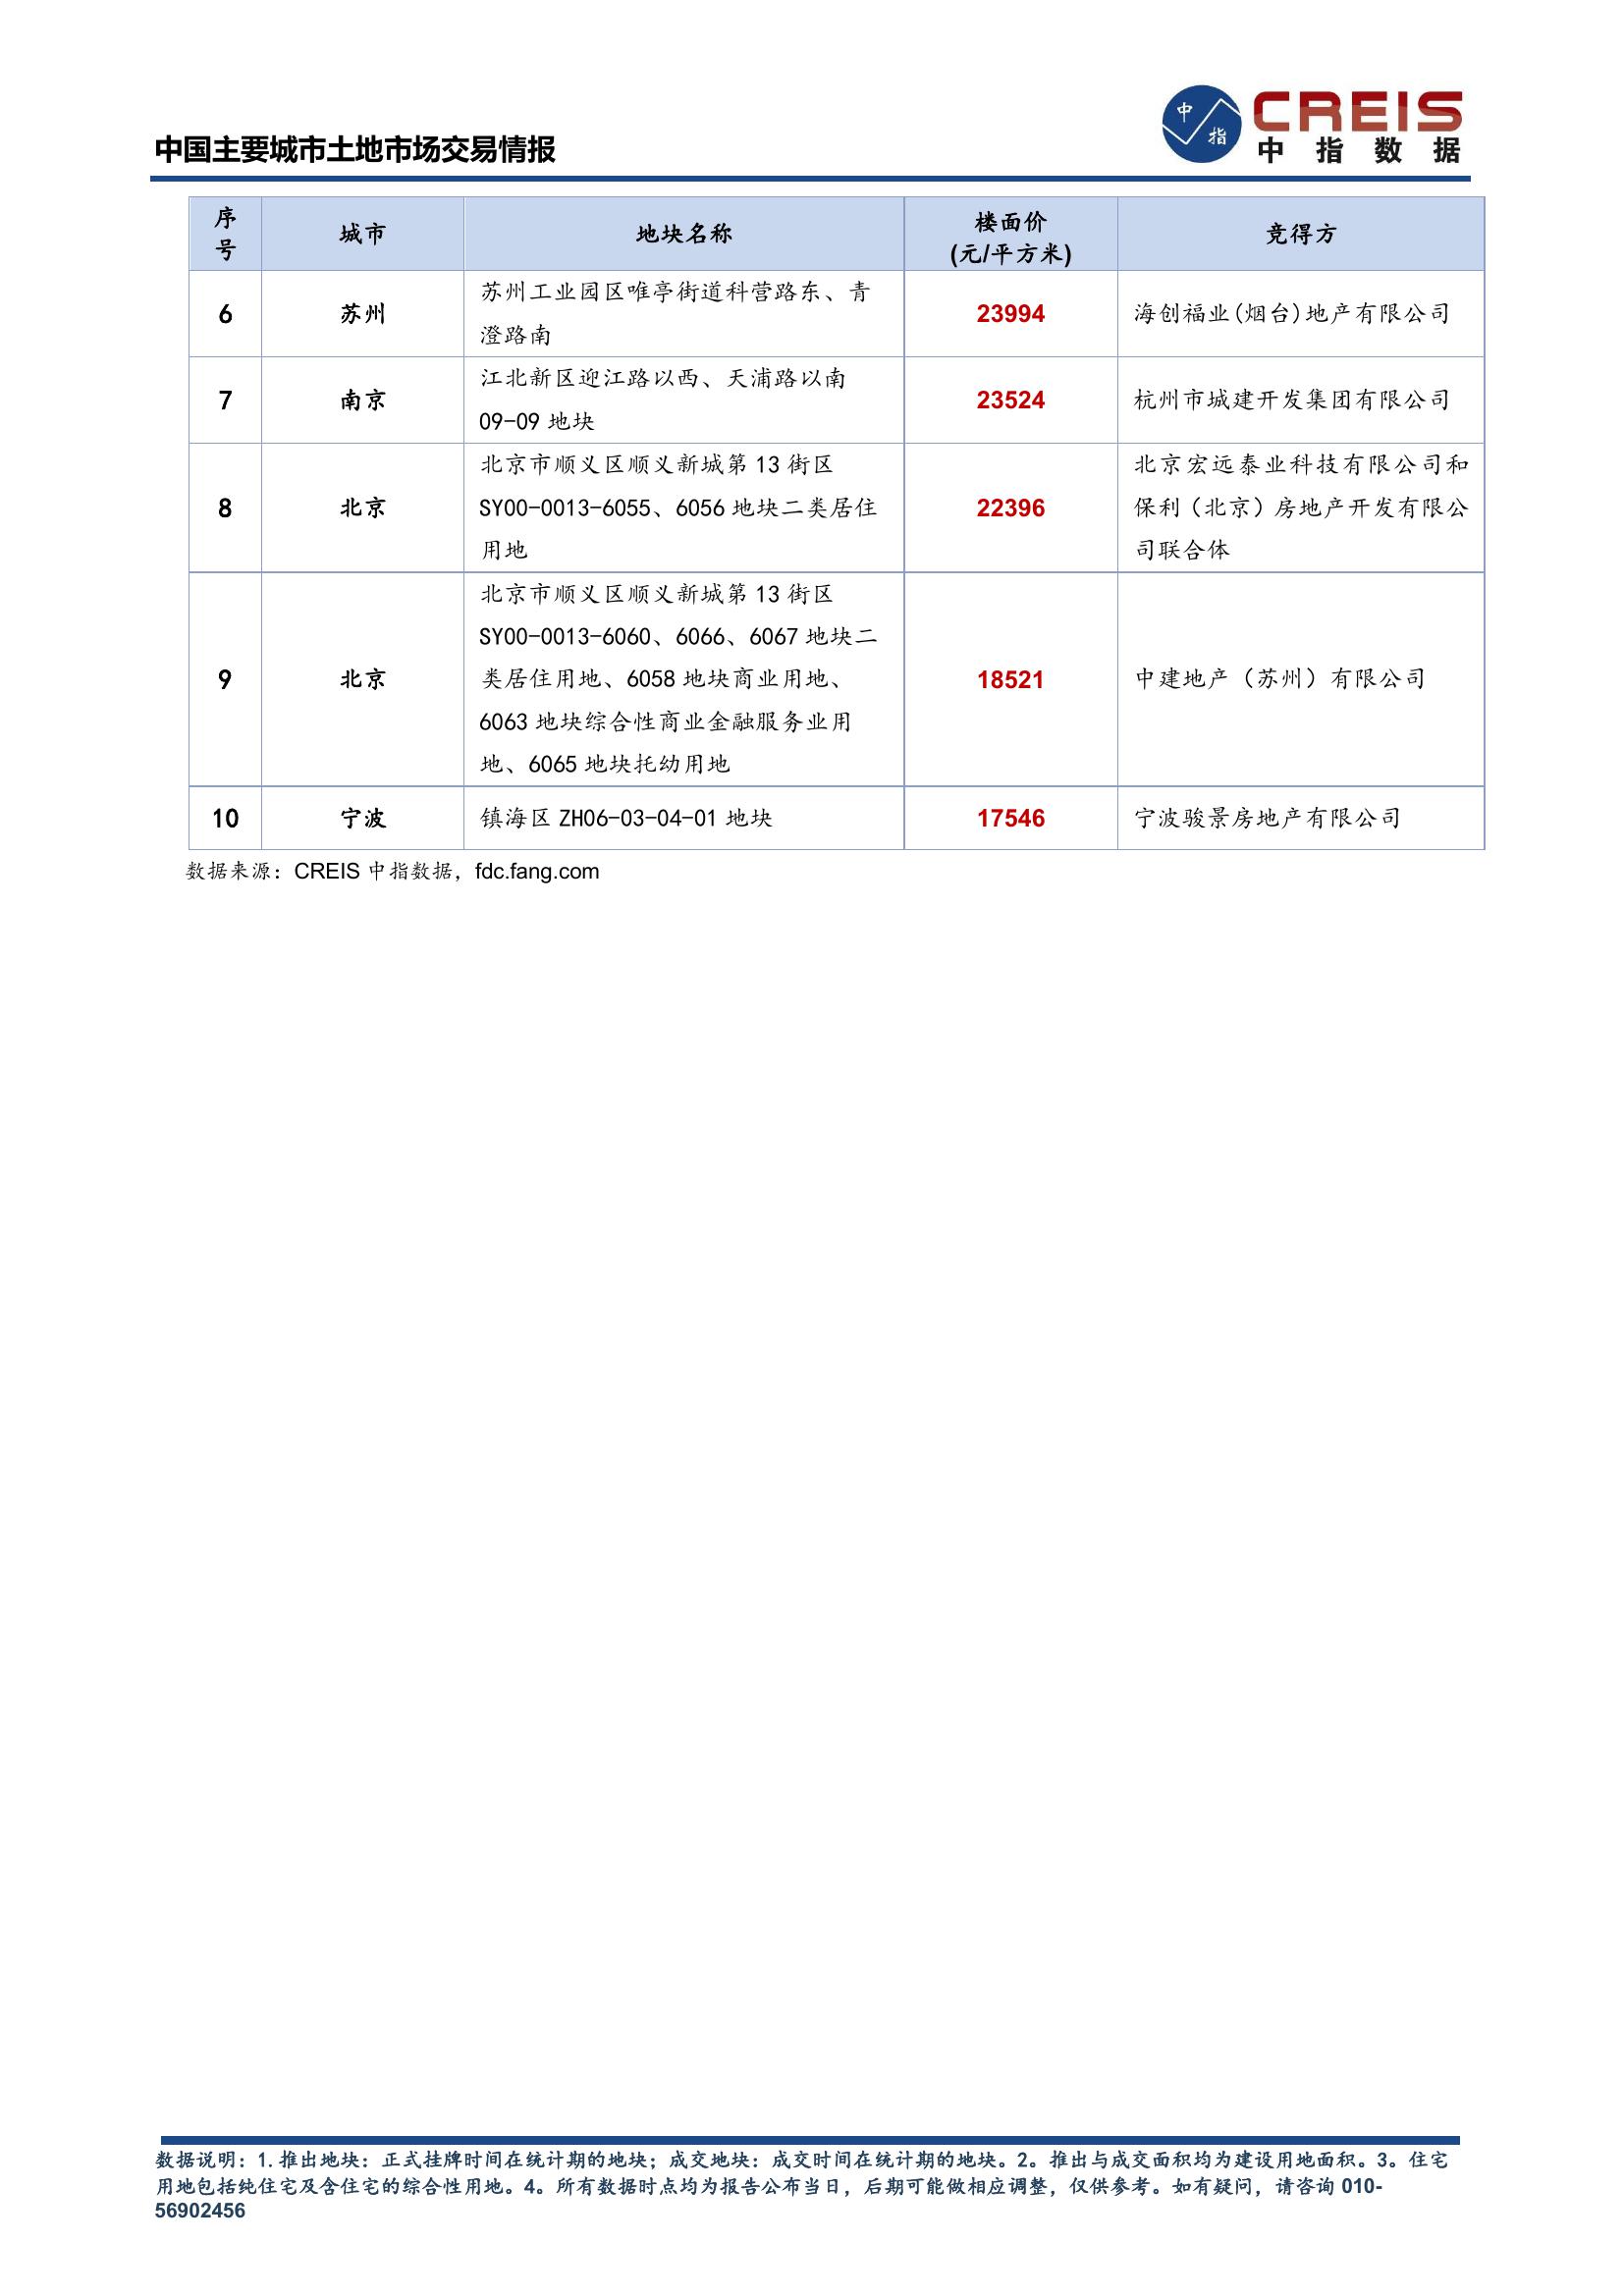 中国主要城市土地市场交易情报
中 指
CREIS
中指数据
序号 城市 地块名称 楼面价(元/平方米) 竞得方
6 苏州 苏州工业园区唯亭街道科营路东、青
澄路南 23994 海创福业(烟台)地产有限公司
7 南京 江北新区迎江路以西、天浦路以南
09-09 地块 23524 杭州市城建开发集团有限公司
8 北京 北京市顺义区顺义新城第 13 街区
SY00-0013-6055、6056 地块二类居住
用地 22396 北京宏远泰业科技有限公司和
保利（北京）房地产开发有限公
司联合体
9 北京 北京市顺义区顺义新城第 13 街区
SY00-0013-6060、6066、6067 地块二
类居住用地、6058 地块商业用地、
6063 地块综合性商业金融服务业用
地、6065 地块托幼用地 18521 中建地产（苏州）有限公司
10 宁波 镇海区 ZH06-03-04-01 地块 17546 宁波骏景房地产有限公司
数据来源：CREIS 中指数据，fdc.fang.com
数据说明：1.推出地块：正式挂牌时间在统计期的地块；成交地块：成交时间在统计期的地块。2。推出与成交面积均为建设用地面积。3。住宅
用地包括纯住宅及含住宅的综合性用地。4。所有数据时点均为报告公布当日，后期可能做相应调整，仅供参考。如有疑问，请咨询 010-
56902456